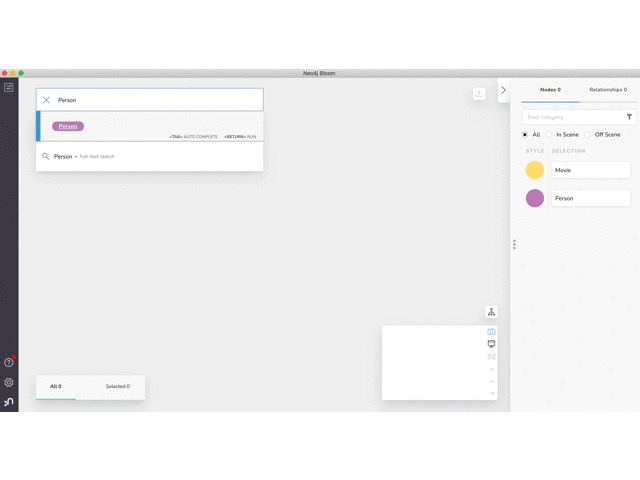 Neo4j Bloom
Person
Person
<TAB> AUTO COMPLETE <RETURN> RUN
Person – Full-text search
Nodes 0 Relationships 0
Find category
All In Scene Off Scene
STYLE SELECTION
Movie
Person
All 0 Selected 0